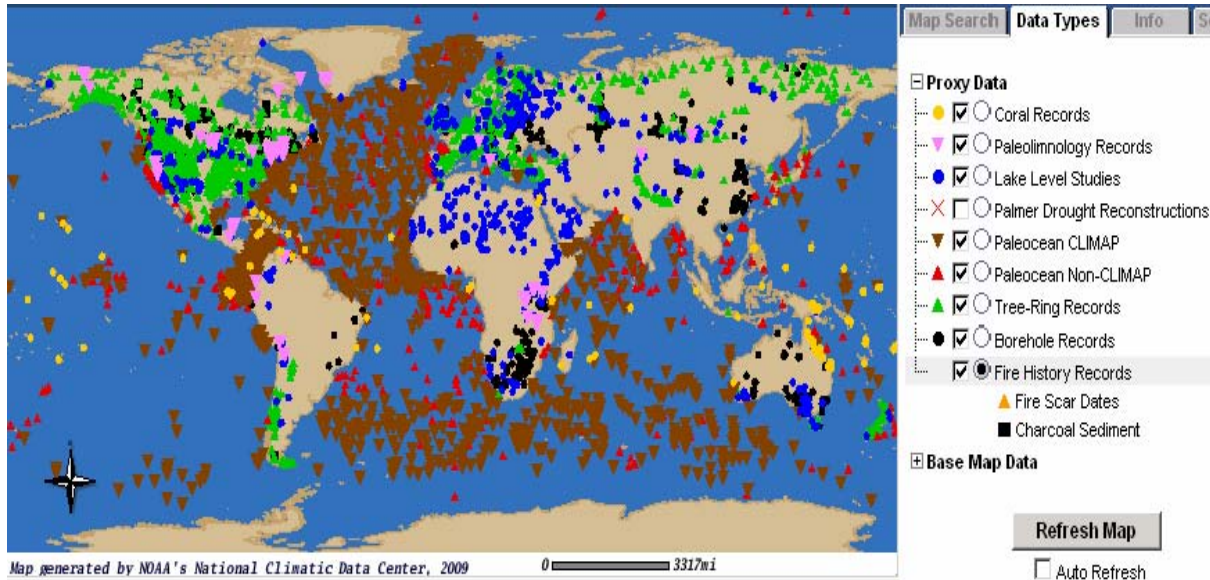 Map Search Data Types Info
Proxy Data
Coral Records
Paleolimnology Records
Lake Level Studies
Palmer Drought Reconstructions
Paleocean CLIMAP
Paleocean Non-CLIMAP
Tree-Ring Records
Borehole Records
Fire History Records
Fire Scar Dates
Charcoal Sediment
Base Map Data
Refresh Map
Auto Refresh
Map generated by NOAA's National Climatic Data Center, 2009 0 3317mi